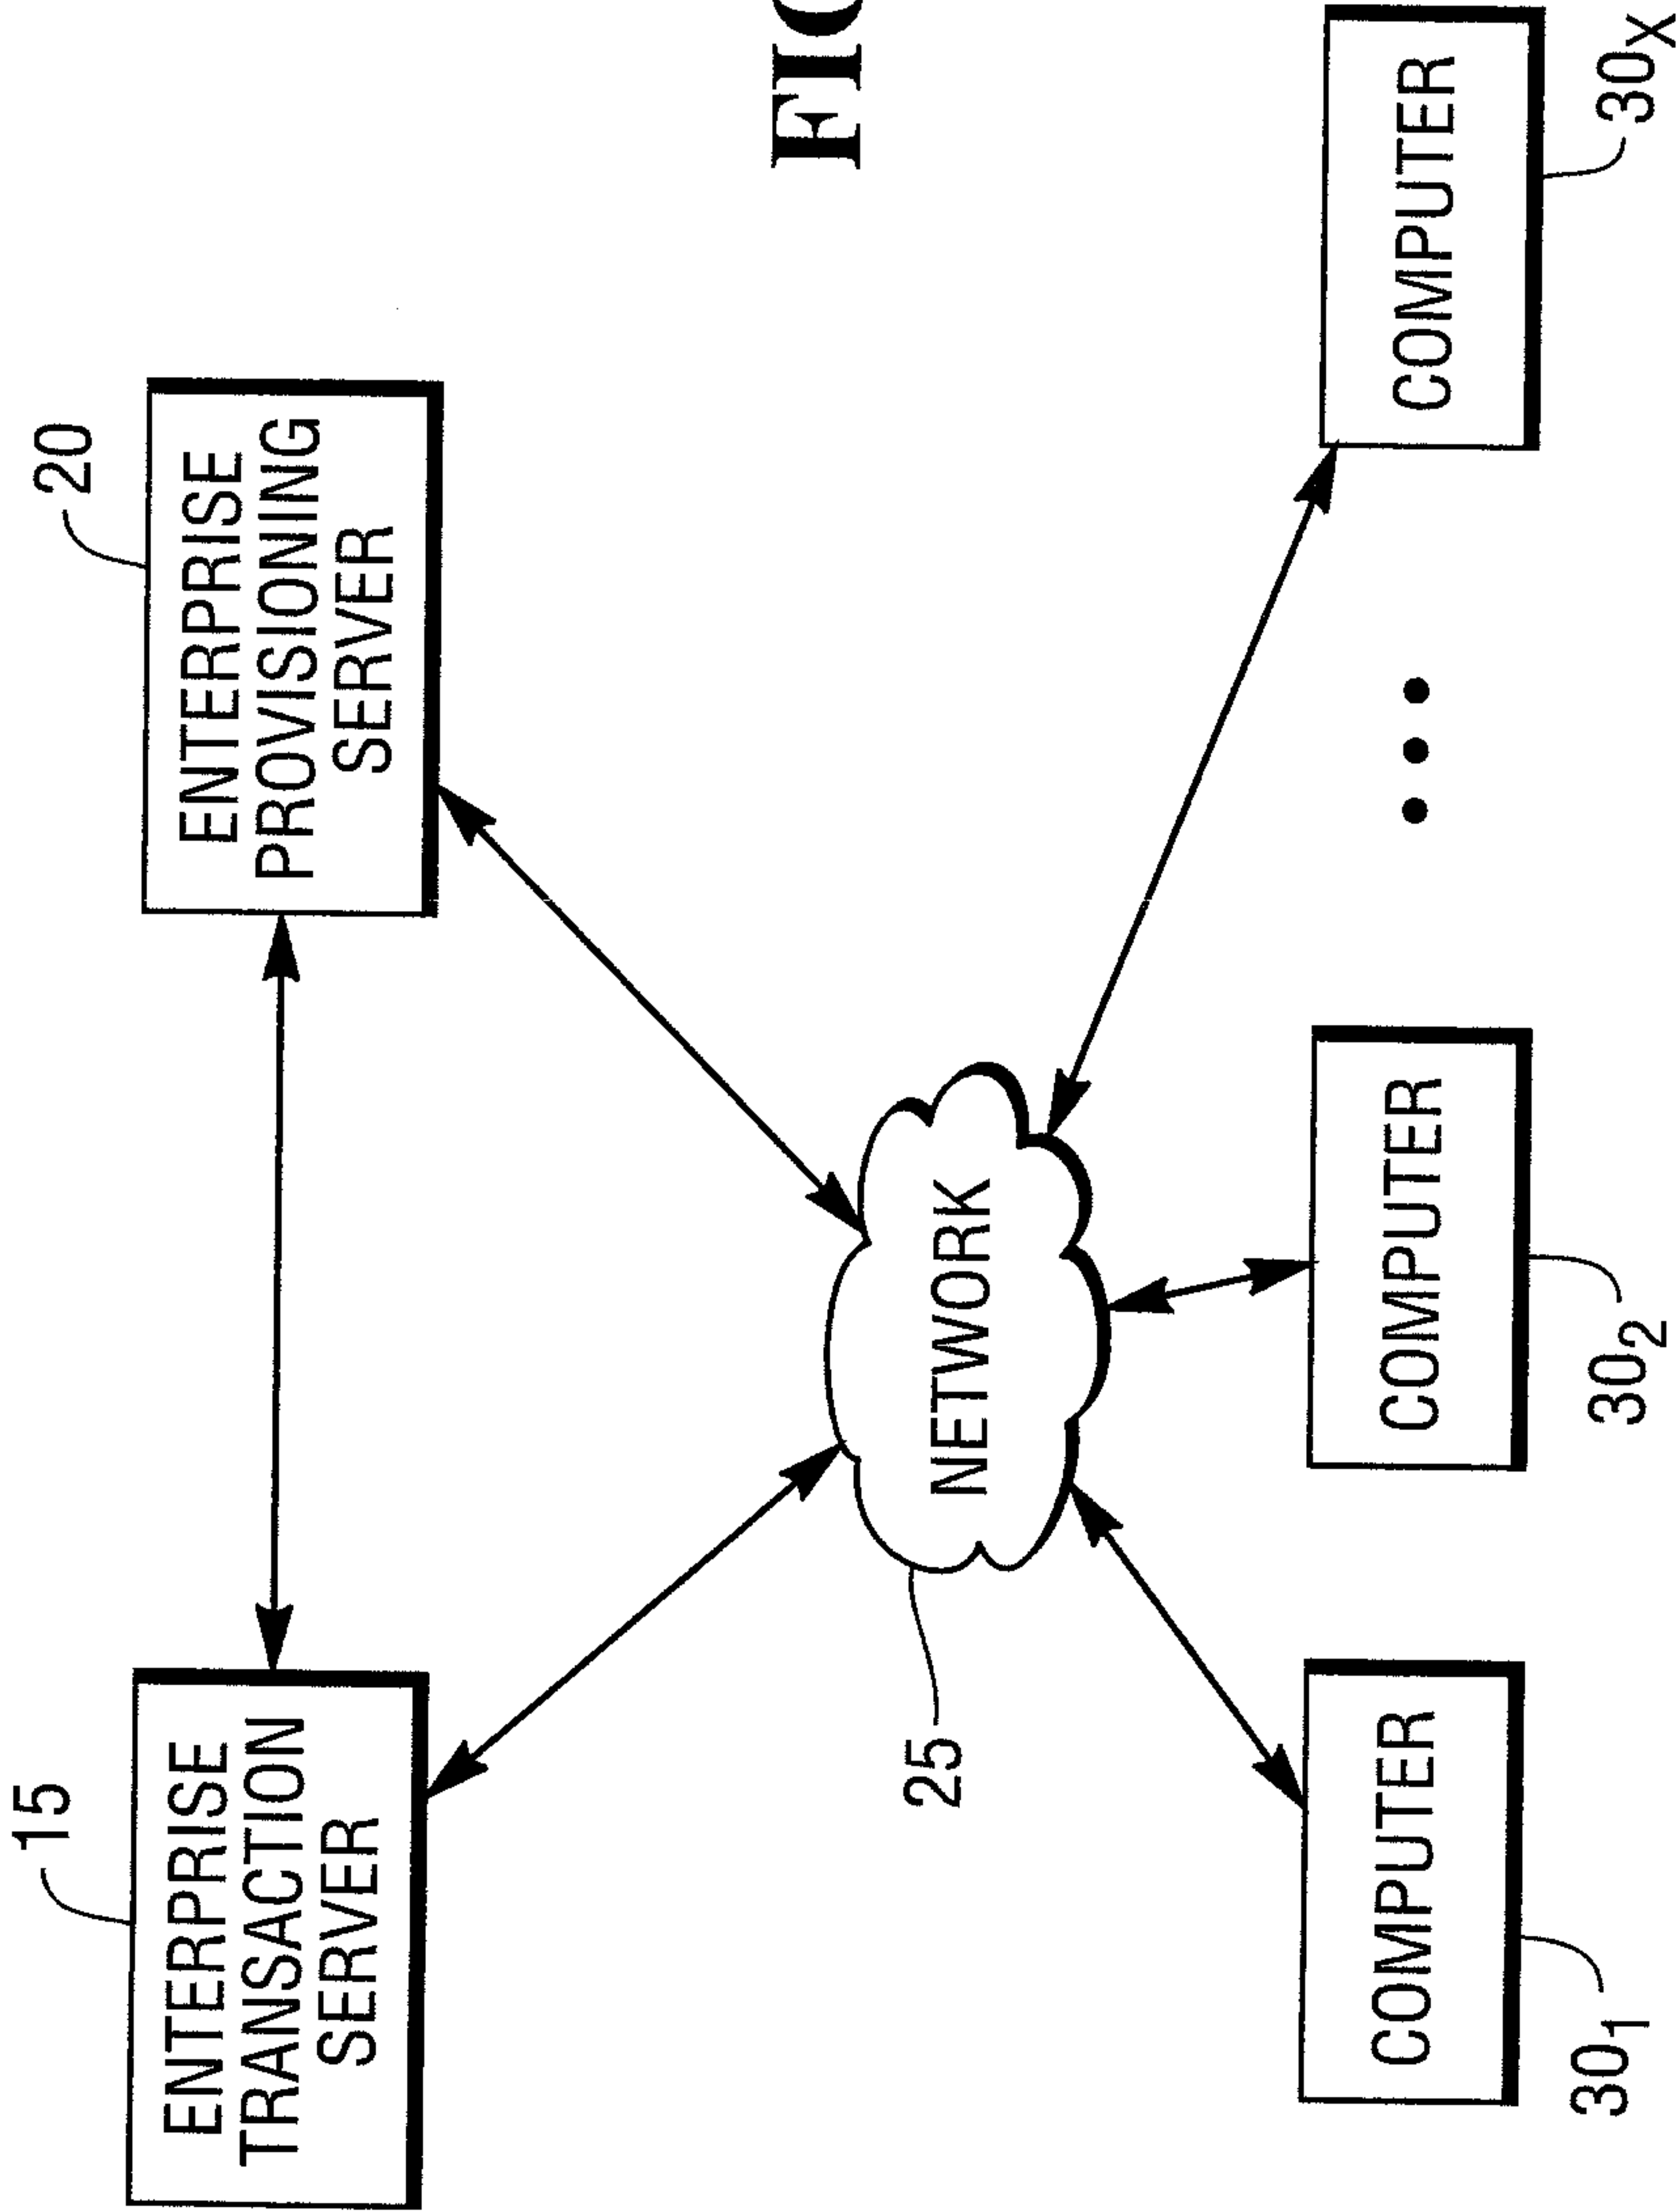 15
ENTERPRISE
TRANSACTION
SERVER
20
ENTERPRISE
PROVISIONING
SERVER
25
NETWORK
COMPUTER
30₁
COMPUTER
30₂
COMPUTER
30X